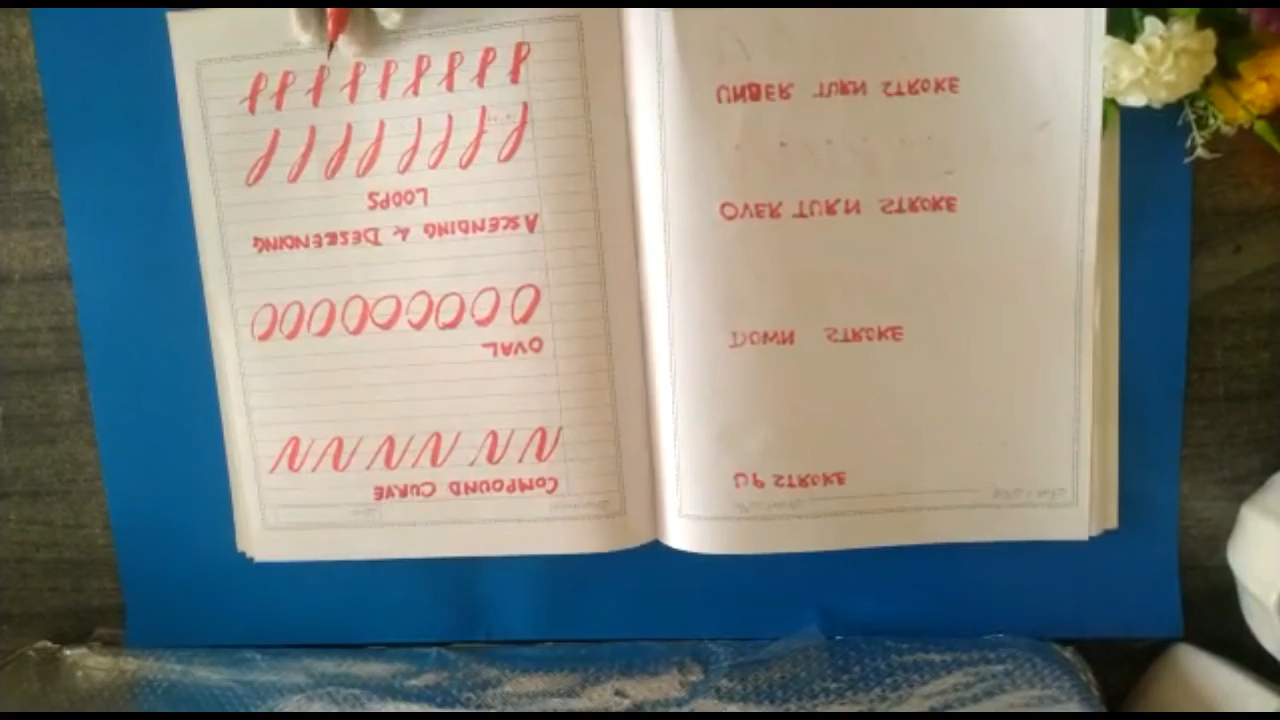 UP STROKE
DOWN STROKE
OVER TURN STROKE
UNDER TURN STROKE
COMPOUND CURVE
OVAL
ASCENDING & DESCENDING
LOOPS